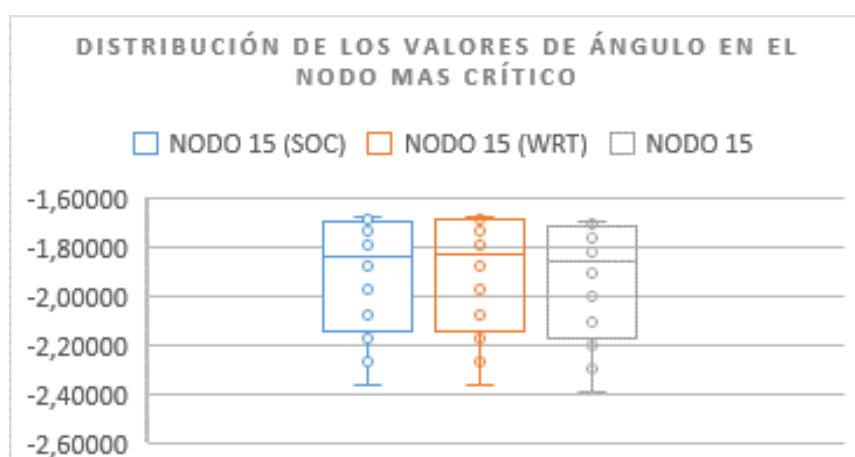 DISTRIBUCIÓN DE LOS VALORES DE ÁNGULO EN EL
NODO MAS CRÍTICO
NODO 15 (SOC) NODO 15 (WRT) NODO 15
-1,60000
-1,80000
-2,00000
-2,20000
-2,40000
-2,60000